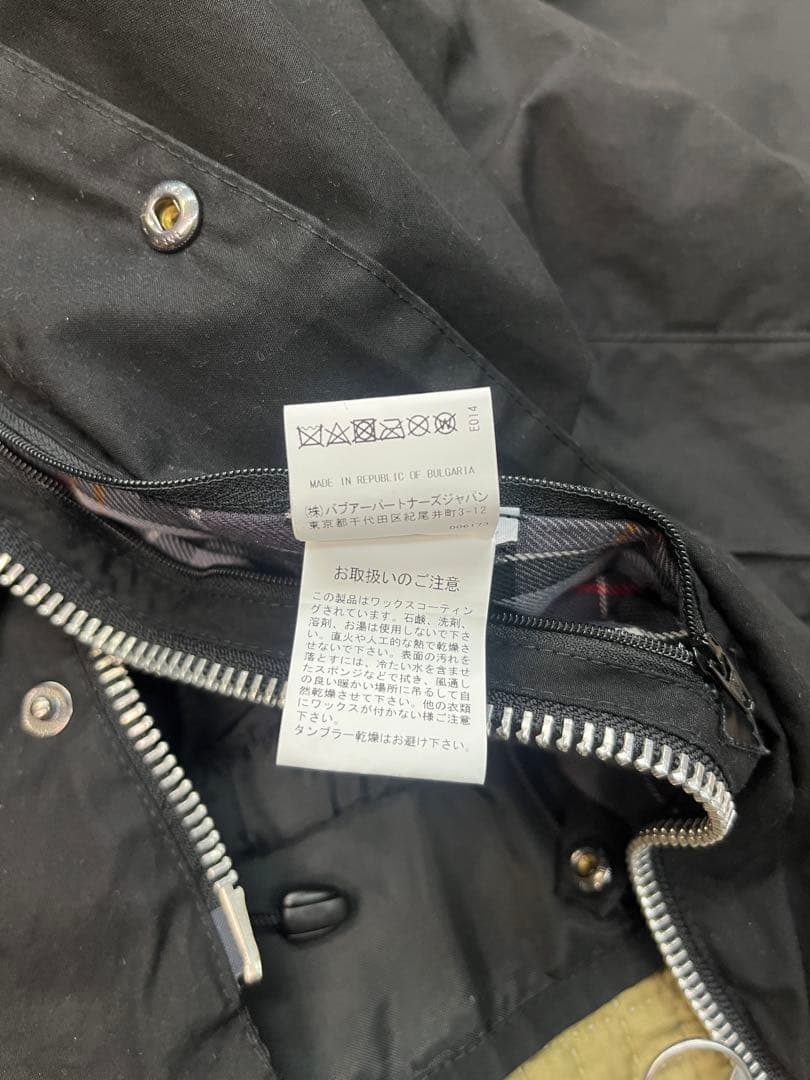 E014
MADE IN REPUBLIC OF BULGARIA
(株)バブアーパートナーズジャパン
東京都千代田区紀尾井町3-12
006173
お取扱いのご注意
この製品はワックスコーティン
グされています。石鹸、洗剤、
溶剤、お湯は使用しないで下さ
い。直火や人工的な熱で乾燥さ
せないで下さい。表面の汚れを
落とすには、冷たい水を含ませ
たスポンジなどで拭き、風通し
の良い暖かい場所に吊るして自
然乾燥させて下さい。他の衣類
にワックスが付かない様ご注意
下さい。
タンブラー乾燥はお避け下さい。